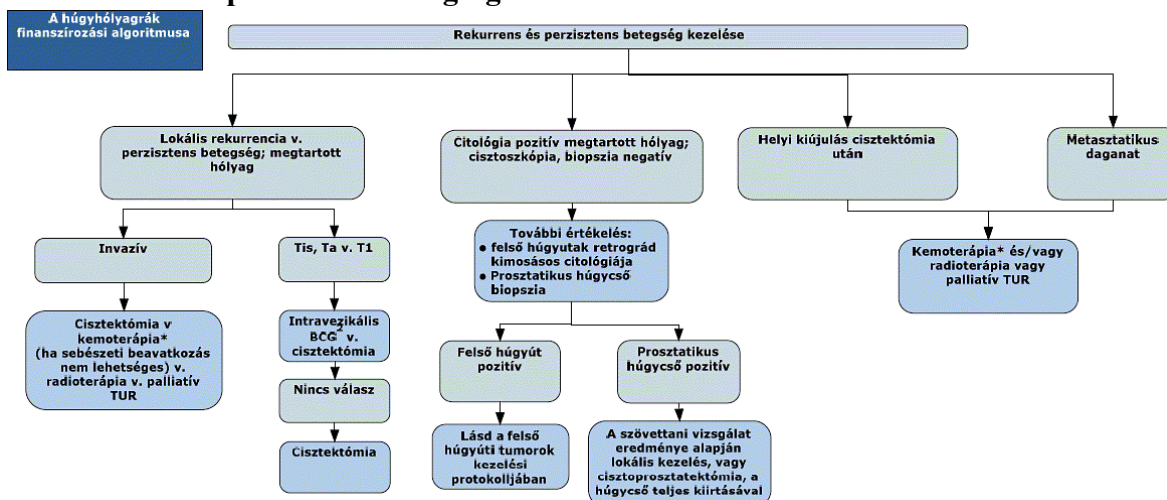 A húgyhólyagrák
finanszírozási algoritmusa
Rekurrens és perzisztens betegség kezelése
Lokális rekurrencia v.
perzisztens betegség; megtartott
hólyag
Citológia pozitív megtartott hólyag;
cisztoszkópia, biopszia negatív
Helyi kiújulás cisztektómia
után
Metasztatikus
daganat
Invazív
Tis, Ta v. T1
További értékelés:
● felső húgyutak retrográd
kimosásos citológiája
● Prosztatikus húgycső
biopszia
Kemoterápia* és/vagy
radioterápia vagy
palliatív TUR
Cisztektómia v
kemoterápia*
(ha sebészeti beavatkozás
nem lehetséges) v.
radioterápia v. palliatív
TUR
Intravezikális
BCG² v.
cisztektómia
Felső húgyút
pozitív
Prosztatikus
húgycső pozitív
Nincs válasz
Cisztektómia
Lásd a felső
húgyúti tumorok
kezelési
protokolljában
A szövettani vizsgálat
eredménye alapján
lokális kezelés, vagy
cisztoprosztatektómia, a
húgycső teljes kiirtásával